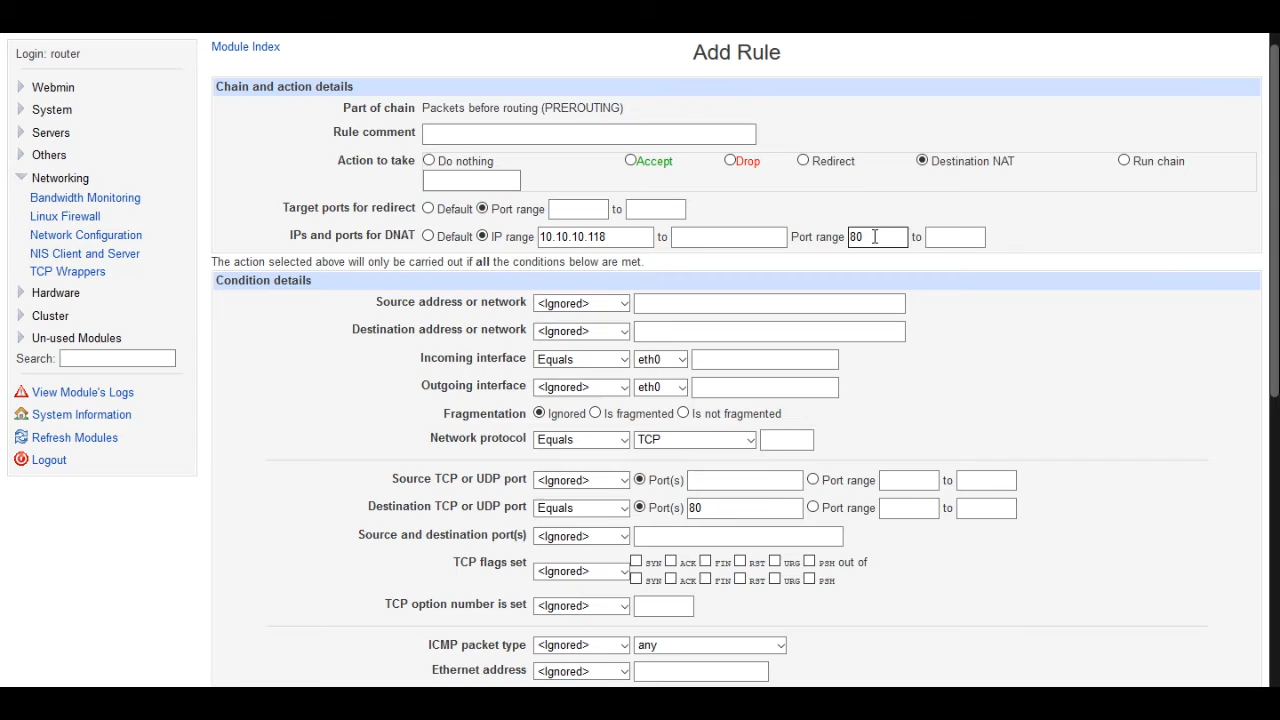 Login: router
Webmin
System
Servers
Others
Networking
Bandwidth Monitoring
Linux Firewall
Network Configuration
NIS Client and Server
TCP Wrappers
Hardware
Cluster
Un-used Modules
Search:
View Module's Logs
System Information
Refresh Modules
Logout
Module Index
Add Rule
Chain and action details
Part of chain Packets before routing (PREROUTING)
Rule comment
Action to take Do nothing Accept Drop Redirect Destination NAT Run chain
Target ports for redirect Default Port range to
IPs and ports for DNAT Default IP range 10.10.10.118 to Port range 80 to
The action selected above will only be carried out if all the conditions below are met.
Condition details
Source address or network <Ignored>
Destination address or network <Ignored>
Incoming interface Equals eth0
Outgoing interface <Ignored> eth0
Fragmentation Ignored Is fragmented Is not fragmented
Network protocol Equals TCP
Source TCP or UDP port <Ignored> Port(s) Port range to
Destination TCP or UDP port Equals Port(s) 80 Port range to
Source and destination port(s) <Ignored>
TCP flags set <Ignored> SYN ACK FIN RST URG PSH out of
SYN ACK FIN RST URG PSH
TCP option number is set <Ignored>
ICMP packet type <Ignored> any
Ethernet address <Ignored>